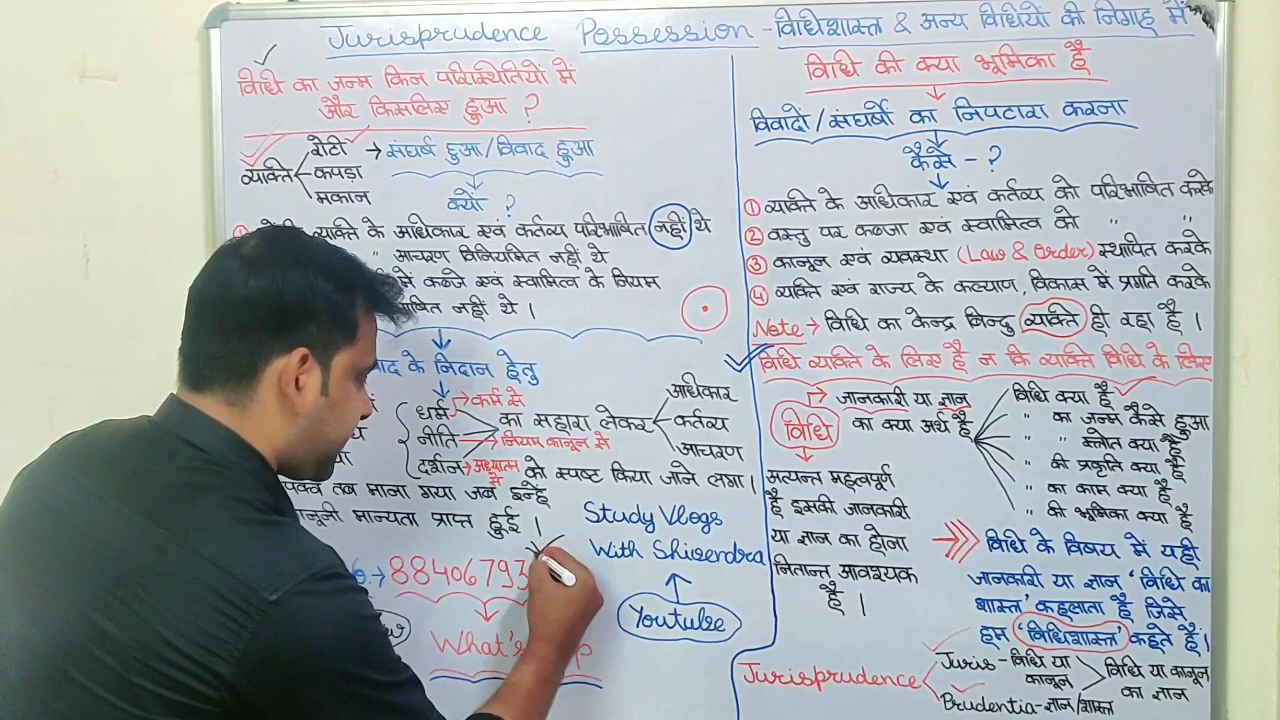 Jurisprudence Possession - विधिशास्त्र & अन्य विधियों की निगाह में
विधि का जन्म किन परिस्थितियों में
और किसलिए हुआ ?
व्यक्ति
रोटी
कपड़ा
मकान
→ संघर्ष हुआ / विवाद हुआ
क्यों ?
व्यक्ति के अधिकार एवं कर्तव्य परिभाषित नहीं थे
" आचरण विनियमित नहीं थे
में कब्जे एवं स्वामित्व के नियम
नहीं थे ।
के निदान हेतु
धर्म → कर्म से
नीति → नियम कानून से
दर्शन → अध्यात्म से
का सहारा लेकर
अधिकार
कर्तव्य
आचरण
को स्पष्ट किया जाने लगा ।
तब माना गया जब इन्हें
मान्यता प्राप्त हुई ।
→ 88406793
What's
Study Vlogs
With Shivendra
Youtube
विधि की क्या भूमिका है
विवादों / संघर्षों का निपटारा करना
कैसे - ?
① व्यक्ति के अधिकार एवं कर्तव्य को परिभाषित करके
② वस्तु पर कब्जा एवं स्वामित्व को " "
③ कानून एवं व्यवस्था (Law & Order) स्थापित करके
④ व्यक्ति एवं राज्य के कल्याण, विकास में प्रगति करके
Note → विधि का केन्द्र बिन्दु व्यक्ति ही रहा है ।
विधि व्यक्ति के लिए है न कि व्यक्ति विधि के लिए
→ जानकारी या ज्ञान
विधि का क्या अर्थ है
विधि क्या है
" का जन्म कैसे हुआ
" " स्त्रोत क्या है
" की प्रकृति क्या है
" का काम क्या है
" की भूमिका क्या है
अत्यन्त महत्वपूर्ण
है इसकी जानकारी
या ज्ञान का होना
नितान्त आवश्यक
है ।
विधि के विषय में यही
जानकारी या ज्ञान 'विधि का
शास्त्र' कहलाता है जिसे
हम 'विधिशास्त्र' कहते हैं ।
Jurisprudence
Juris - विधि या
कानून
Prudentia - ज्ञान/शास्त्र
विधि या कानून
का ज्ञान